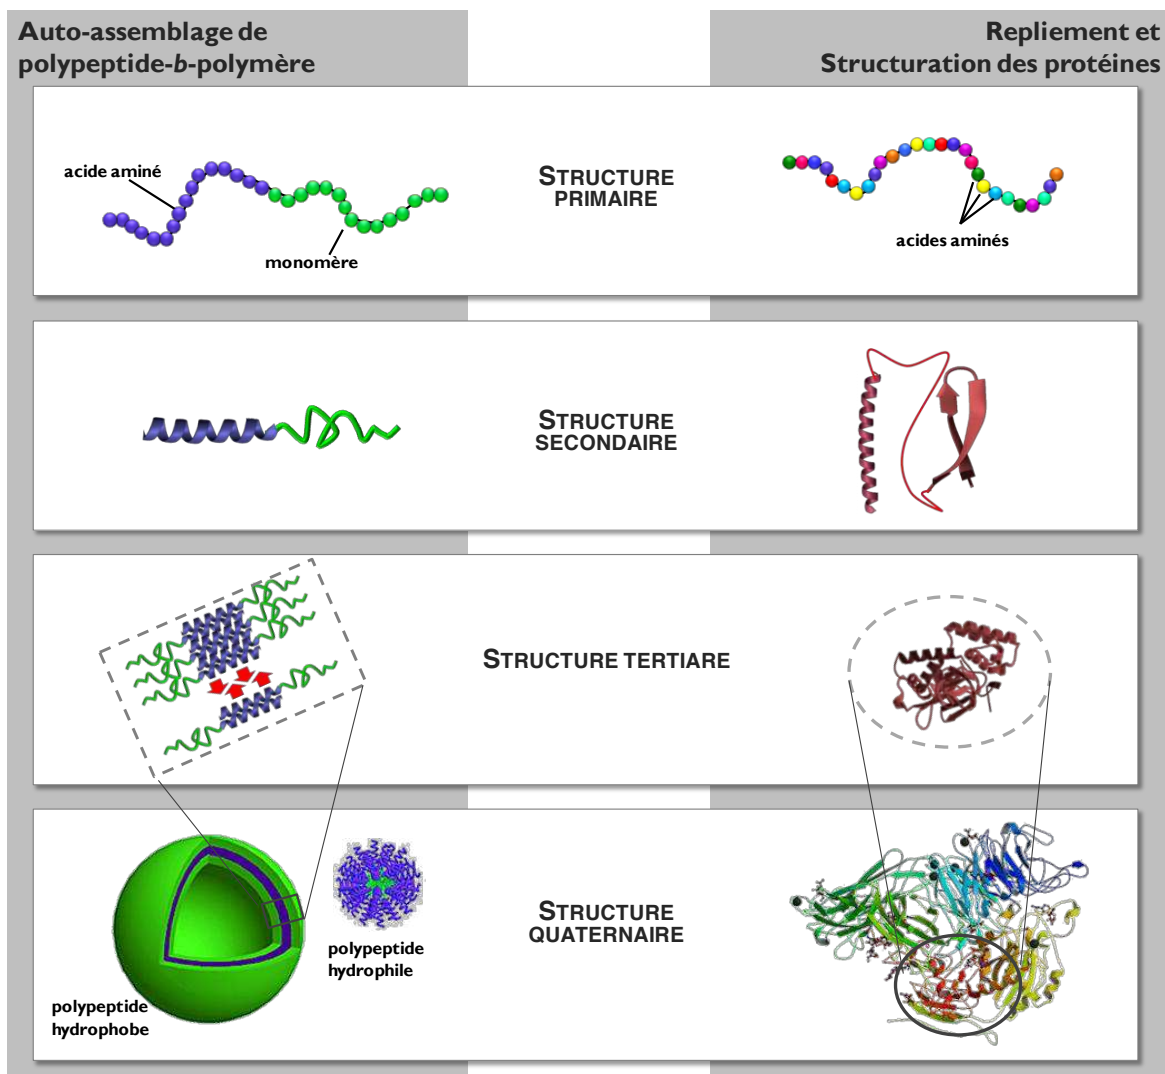 Auto-assemblage de
polypeptide-b-polymère
Repliement et
Structuration des protéines
acide aminé
monomère
STRUCTURE
PRIMAIRE
acides aminés
STRUCTURE
SECONDAIRE
STRUCTURE TERTIARE
polypeptide
hydrophobe
polypeptide
hydrophile
STRUCTURE
QUATERNAIRE